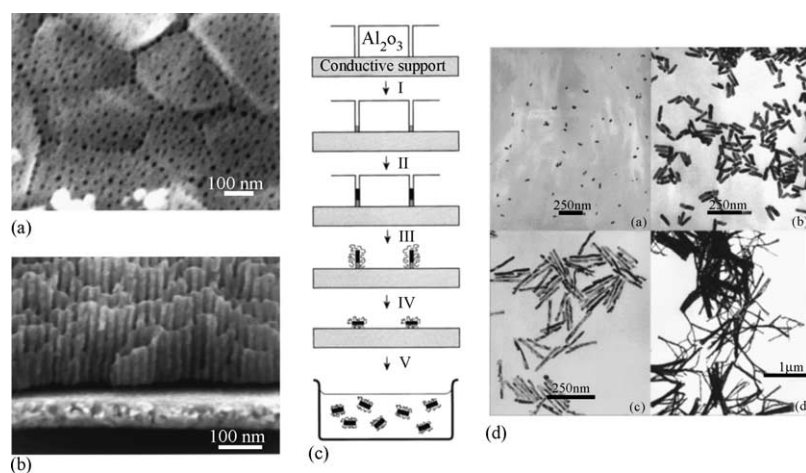 100 nm
(a)
100 nm
(b)
Al2o3
Conductive support
I
II
III
IV
V
(c)
250nm
(a)
250nm
(b)
250nm
(c)
1μm
(d)
(d)